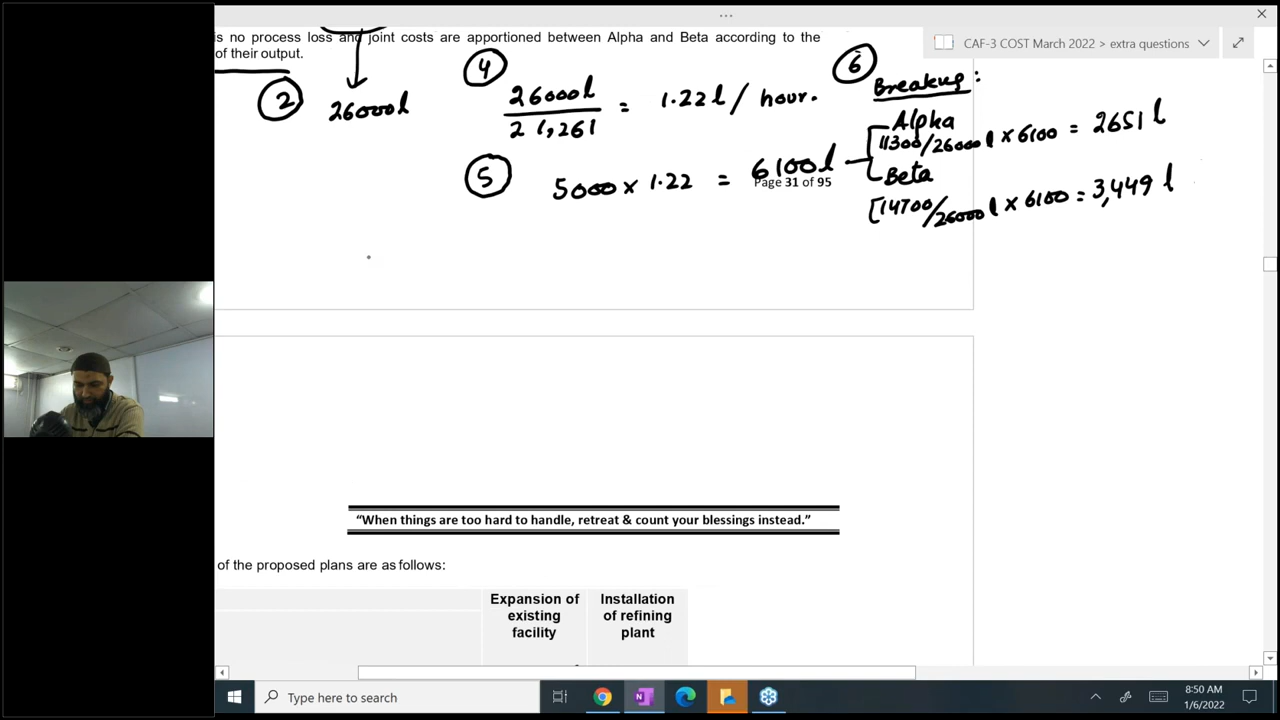 CAF-3 COST March 2022 > extra questions
is no process loss and joint costs are apportioned between Alpha and Beta according to the
of their output.
② 26000l
④ 26000l / 21,261 = 1.22 l / hour.
⑤ 5000 x 1.22 = 6100l
Page 31 of 95
⑥ Breakup:
Alpha
11300/26000l x 6100 = 2651 l
Beta
[14700/26000l x 6100 = 3,449 l
“When things are too hard to handle, retreat & count your blessings instead.”
of the proposed plans are as follows:
Expansion of existing facility
Installation of refining plant
Type here to search
8:50 AM
1/6/2022